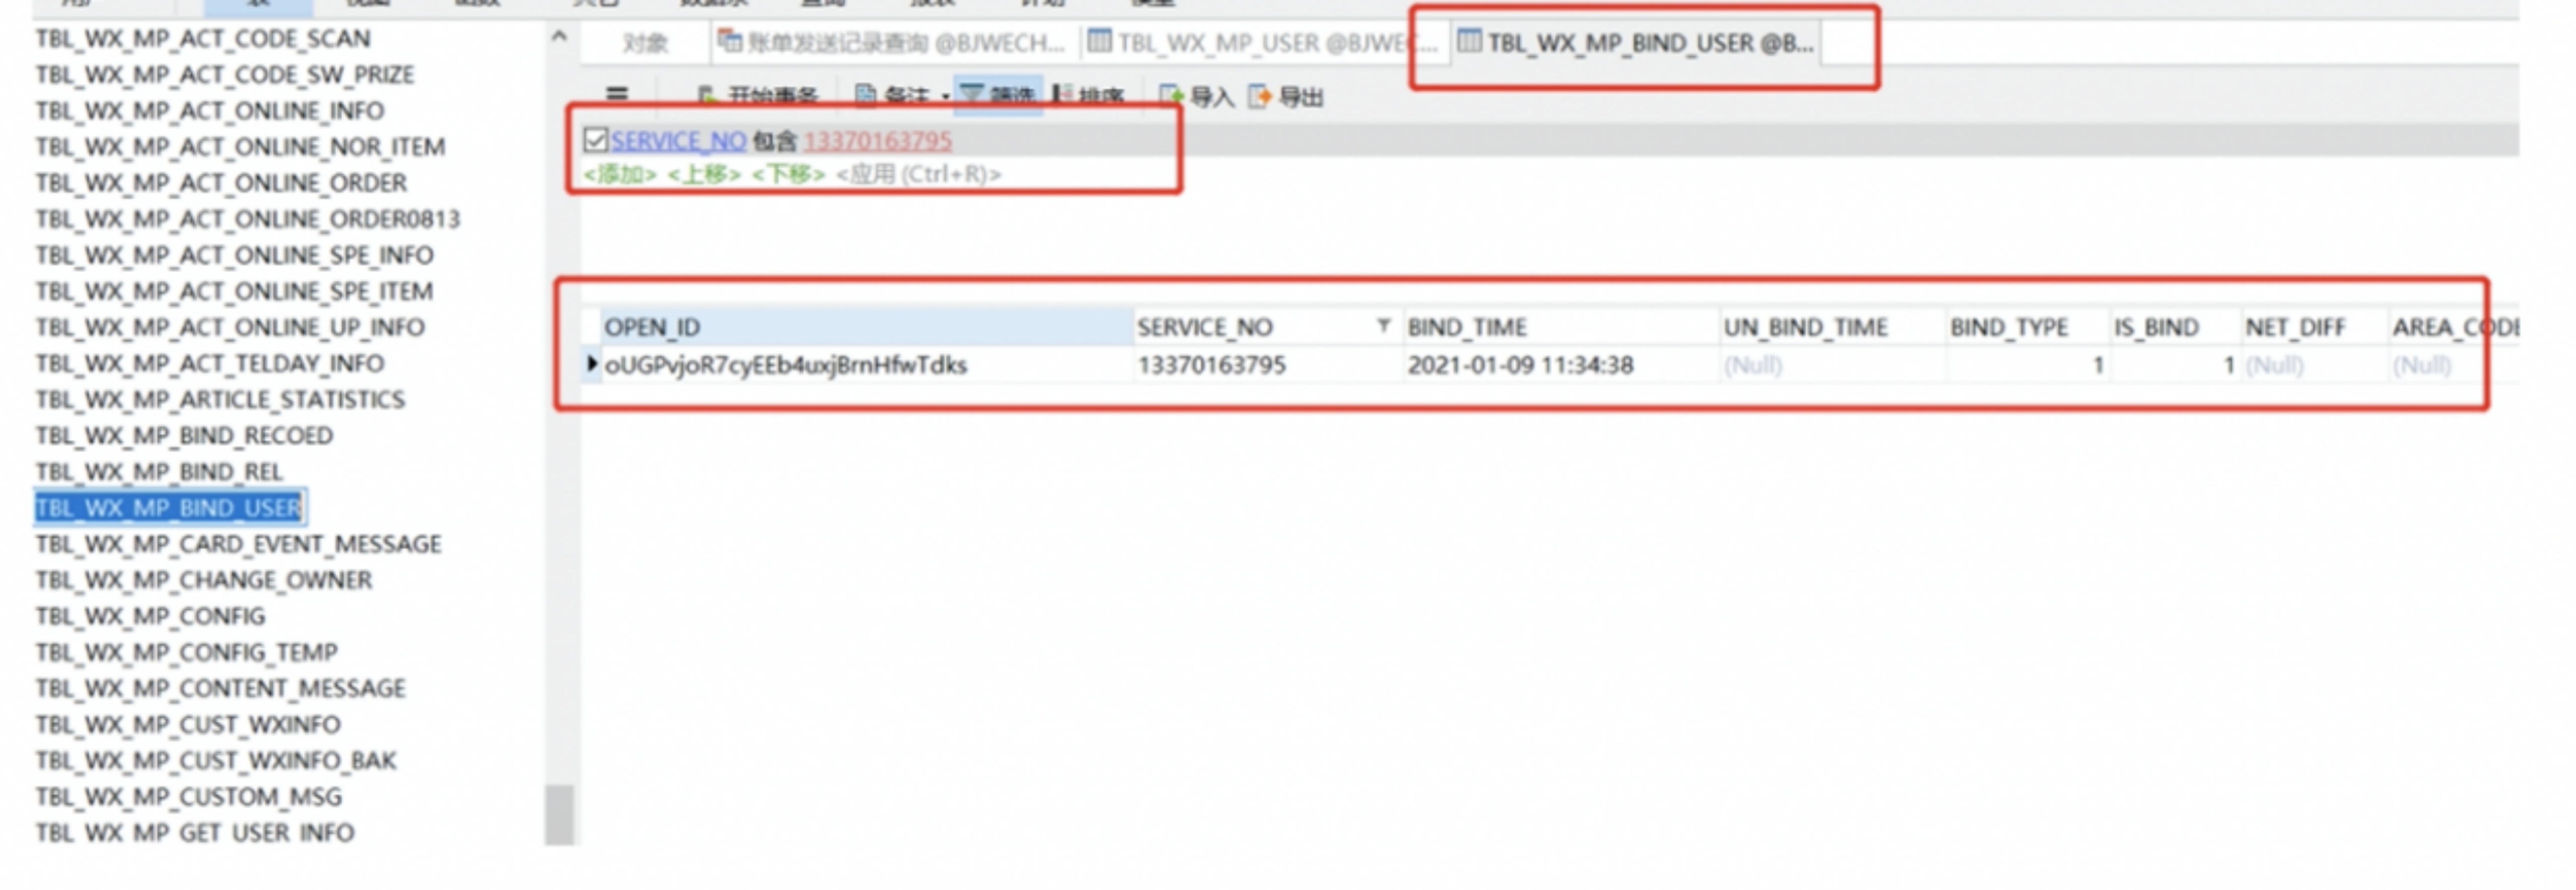 TBL_WX_MP_ACT_CODE_SCAN
TBL_WX_MP_ACT_CODE_SW_PRIZE
TBL_WX_MP_ACT_ONLINE_INFO
TBL_WX_MP_ACT_ONLINE_NOR_ITEM
TBL_WX_MP_ACT_ONLINE_ORDER
TBL_WX_MP_ACT_ONLINE_ORDER0813
TBL_WX_MP_ACT_ONLINE_SPE_INFO
TBL_WX_MP_ACT_ONLINE_SPE_ITEM
TBL_WX_MP_ACT_ONLINE_UP_INFO
TBL_WX_MP_ACT_TELDAY_INFO
TBL_WX_MP_ARTICLE_STATISTICS
TBL_WX_MP_BIND_RECOED
TBL_WX_MP_BIND_REL
TBL_WX_MP_BIND_USER
TBL_WX_MP_CARD_EVENT_MESSAGE
TBL_WX_MP_CHANGE_OWNER
TBL_WX_MP_CONFIG
TBL_WX_MP_CONFIG_TEMP
TBL_WX_MP_CONTENT_MESSAGE
TBL_WX_MP_CUST_WXINFO
TBL_WX_MP_CUST_WXINFO_BAK
TBL_WX_MP_CUSTOM_MSG
TBL_WX_MP_GET_USER_INFO
对象 账单发送记录查询 @BJWECH... TBL_WX_MP_USER @BJWEC... TBL_WX_MP_BIND_USER @B...
开始事务 备注 筛选 排序 导入 导出
SERVICE_NO 包含 13370163795
<添加> <上移> <下移> <应用 (Ctrl+R)>
OPEN_ID SERVICE_NO BIND_TIME UN_BIND_TIME BIND_TYPE IS_BIND NET_DIFF AREA_CODE
oUGPvjoR7cyEEb4uxjBrnHfwTdks 13370163795 2021-01-09 11:34:38 (Null) 1 1 (Null) (Null)